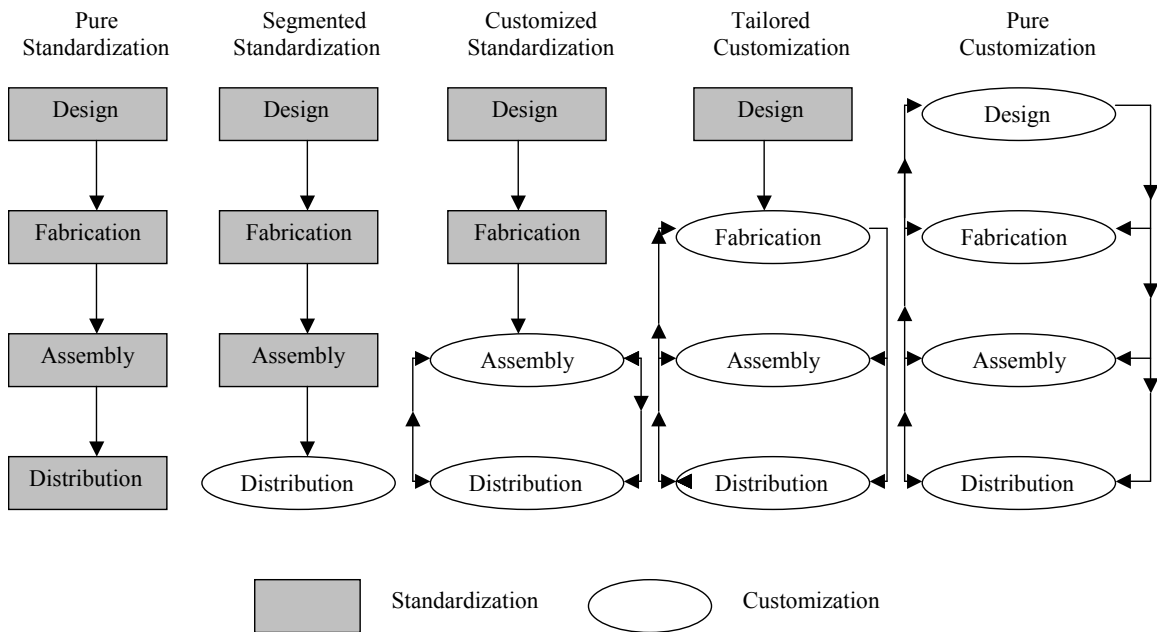 Pure
Standardization
Segmented
Standardization
Customized
Standardization
Tailored
Customization
Pure
Customization
Design
Design
Design
Design
Design
Fabrication
Fabrication
Fabrication
Fabrication
Fabrication
Assembly
Assembly
Assembly
Assembly
Assembly
Distribution
Distribution
Distribution
Distribution
Distribution
Standardization
Customization